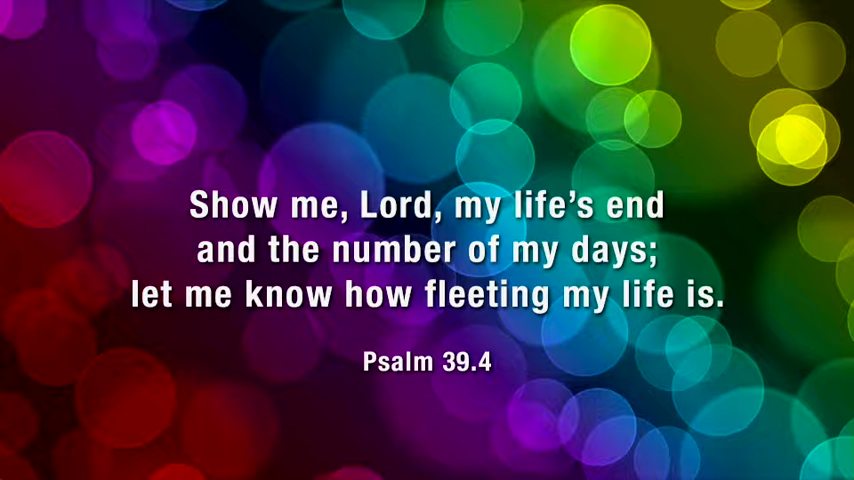 Show me, Lord, my life’s end
and the number of my days;
let me know how fleeting my life is.
Psalm 39.4